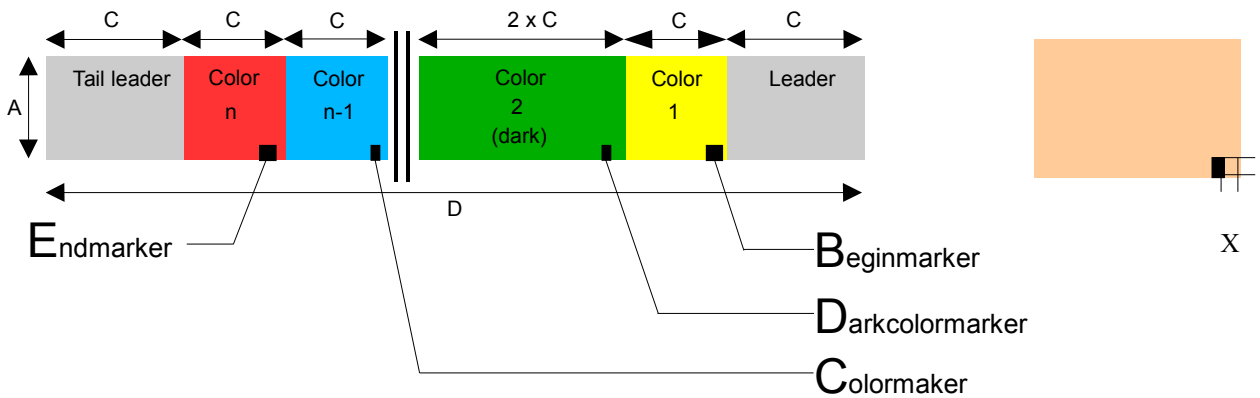 C C C 2 x C C C
Tail leader
Color
n
Color
n-1
Color
2
(dark)
Color
1
Leader
A
D
Endmarker
Beginmarker
Darkcolormarker
Colormaker
X